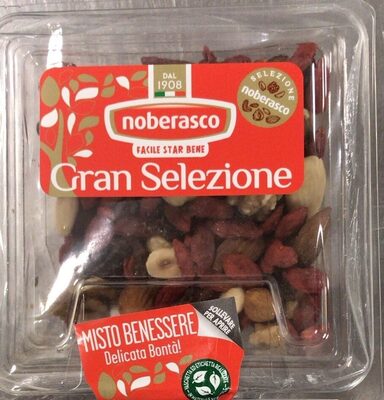 DAL
1908
noberasco
FACILE STAR BENE
SELEZIONE
noberasco
Gran Selezione
MISTO BENESSERE
Delicata Bontà!
SOLLEVARE
PER APRIRE